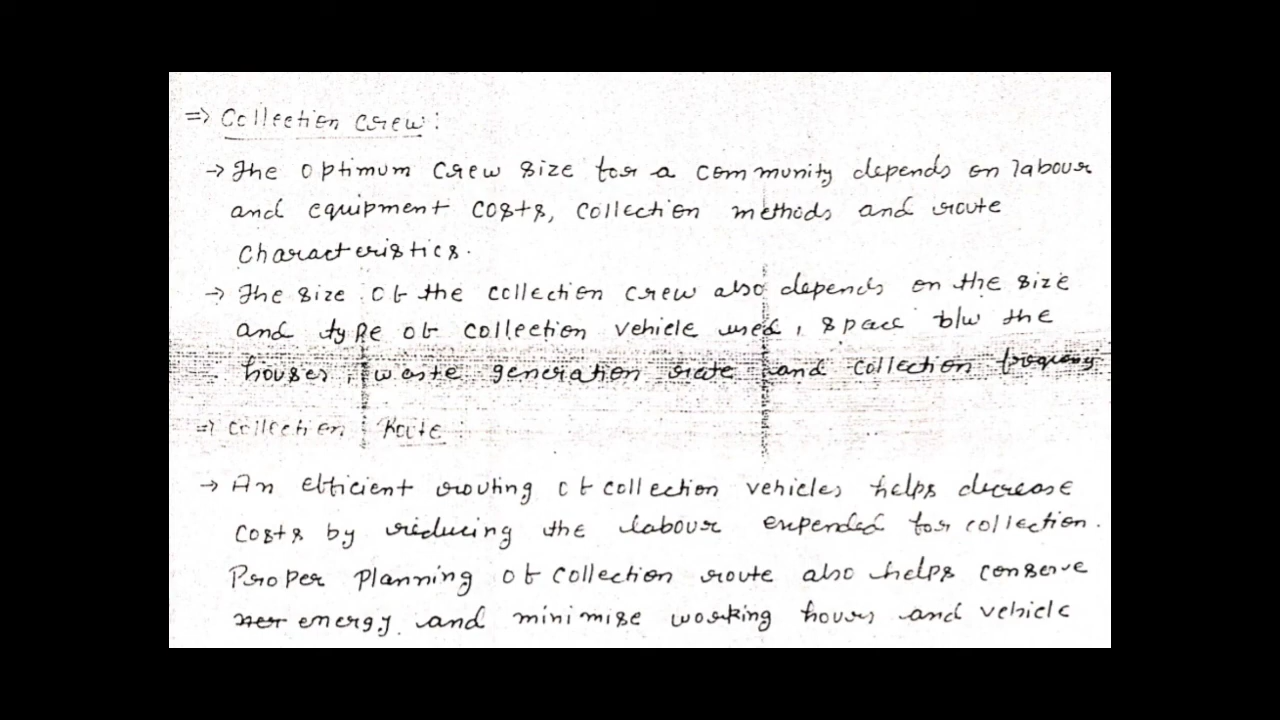 => Collection Crew :
→ The optimum crew size for a community depends on labour
and equipment costs, collection methods and route
characteristics.
→ The size of the collection crew also depends on the size
and type of collection vehicle used, space b/w the
houses, waste generation rate and collection frequency
=> Collection Route :
→ An efficient routing of collection vehicles helps decrease
costs by reducing the labour expended for collection.
Proper planning of collection route also helps conserve
energy and minimise working hours and vehicle